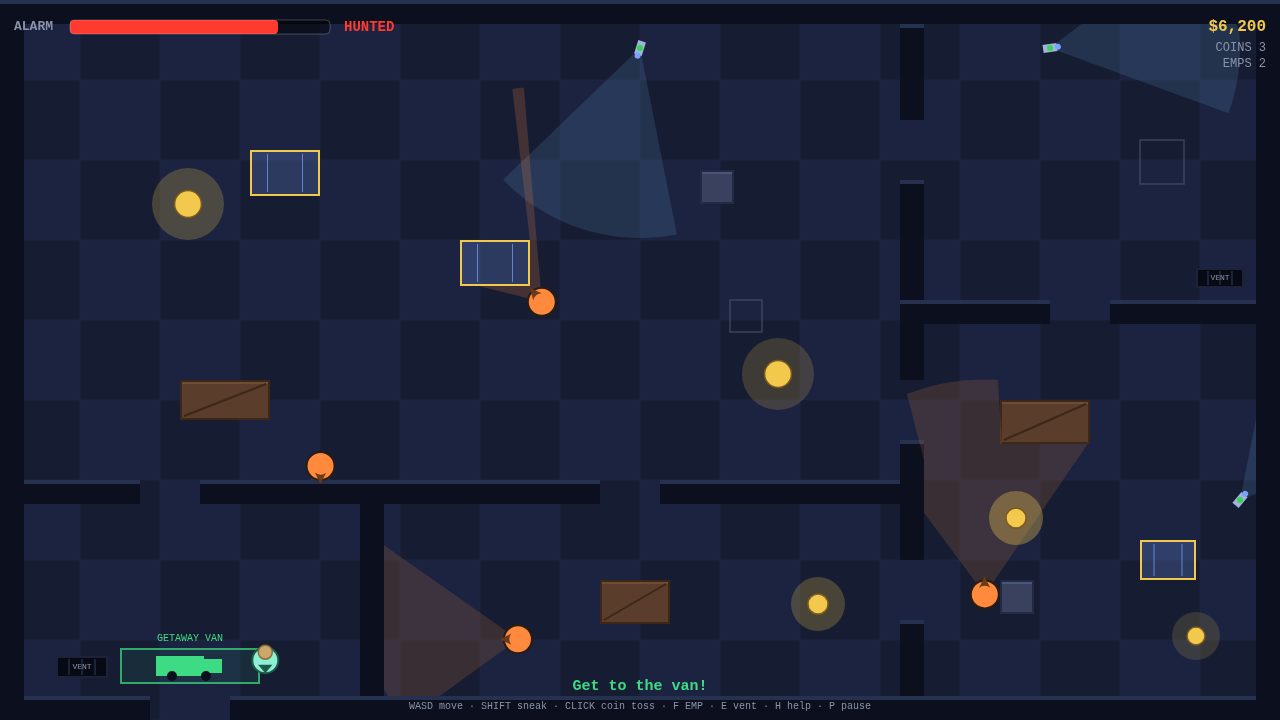 ALARM HUNTED $6,200
COINS 3
EMPS 2
VENT
GETAWAY VAN
VENT
Get to the van!
WASD move · SHIFT sneak · CLICK coin toss · F EMP · E vent · H help · P pause